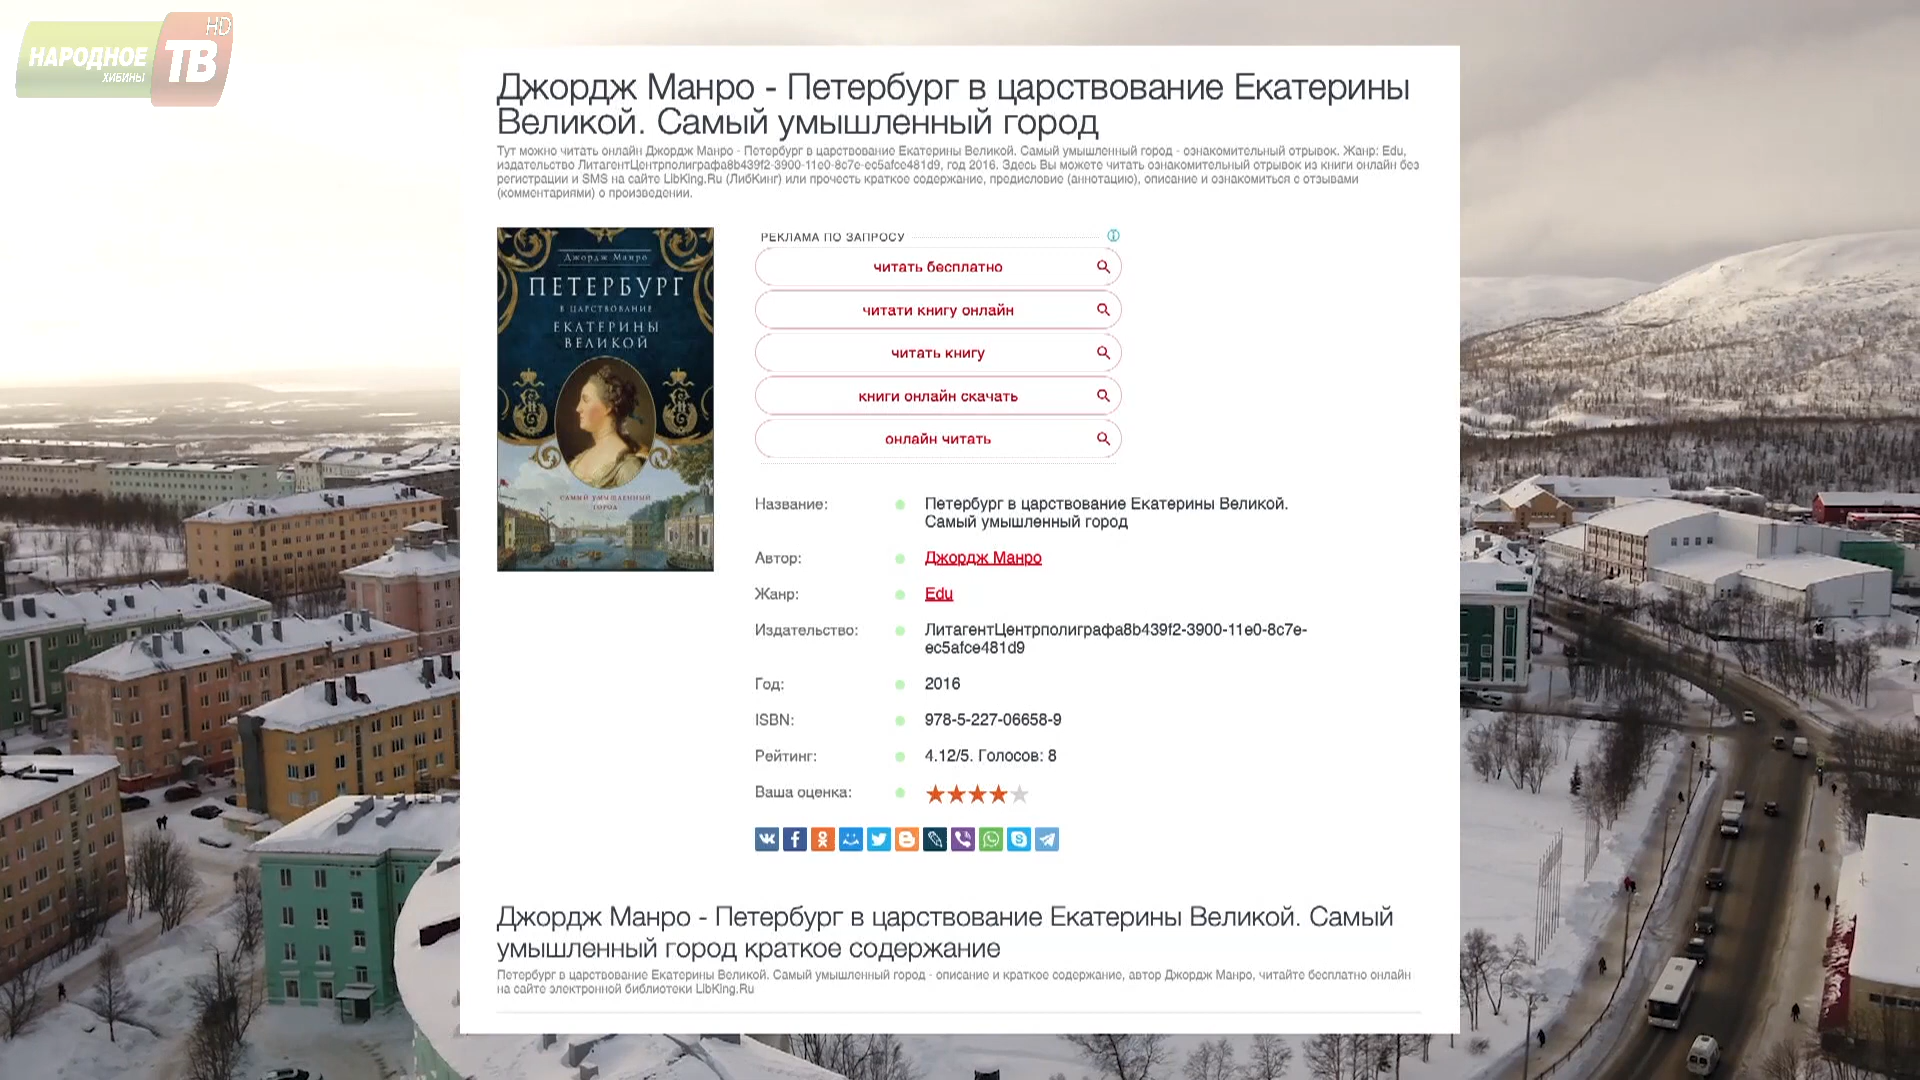 НАРОДНОЕ
ХИБИНЫ
ТВ
HD
Джордж Манро - Петербург в царствование Екатерины
Великой. Самый умышленный город
Тут можно читать онлайн Джордж Манро - Петербург в царствование Екатерины Великой. Самый умышленный город - ознакомительный отрывок. Жанр: Edu,
издательство ЛитагентЦентрполиграфа8b439f2-3900-11e0-8c7e-ec5afce481d9, год 2016. Здесь Вы можете читать ознакомительный отрывок из книги онлайн без
регистрации и SMS на сайте LibKing.Ru (ЛибКинг) или прочесть краткое содержание, предисловие (аннотацию), описание и ознакомиться с отзывами
(комментариями) о произведении.
Джордж Манро
ПЕТЕРБУРГ
В ЦАРСТВОВАНИЕ
ЕКАТЕРИНЫ
ВЕЛИКОЙ
САМЫЙ УМЫШЛЕННЫЙ
ГОРОД
РЕКЛАМА ПО ЗАПРОСУ
читать бесплатно
читати книгу онлайн
читать книгу
книги онлайн скачать
онлайн читать
Название: Петербург в царствование Екатерины Великой.
Самый умышленный город
Автор: Джордж Манро
Жанр: Edu
Издательство: ЛитагентЦентрполиграфа8b439f2-3900-11e0-8c7e-
ec5afce481d9
Год: 2016
ISBN: 978-5-227-06658-9
Рейтинг: 4.12/5. Голосов: 8
Ваша оценка:
Джордж Манро - Петербург в царствование Екатерины Великой. Самый
умышленный город краткое содержание
Петербург в царствование Екатерины Великой. Самый умышленный город - описание и краткое содержание, автор Джордж Манро, читайте бесплатно онлайн
на сайте электронной библиотеки LibKing.Ru